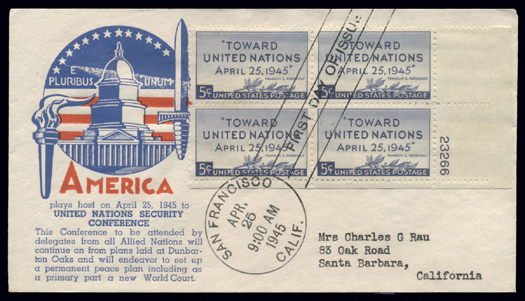 E
PLURIBUS UNUM
AMERICA
plays host on April 25, 1945 to
UNITED NATIONS SECURITY
CONFERENCE
This Conference to be attended by
delegates from all Allied Nations will
continue on from plans laid at Dunbar-
ton Oaks and will endeavor to set up
a permanent peace plan including as
a primary part a new World Court.
"TOWARD
UNITED NATIONS
APRIL 25, 1945"
FRANKLIN D. ROOSEVELT
5¢ UNITED STATES POSTAGE
"TOWARD
UNITED NATIONS
APRIL 25, 1945"
FRANKLIN D. ROOSEVELT
5¢ UNITED STATES POSTAGE
"TOWARD
UNITED NATIONS
APRIL 25, 1945"
5¢ UNITED STATES POSTAGE
"TOWARD
UNITED NATIONS
APRIL 25, 1945"
FRANKLIN D. ROOSEVELT
5¢ UNITED STATES POSTAGE
23266
FIRST DAY OF ISSUE
SAN FRANCISCO
APR.
25
9:00 AM
1945
CALIF.
Mrs Charles G Rau
83 Oak Road
Santa Barbara,
California